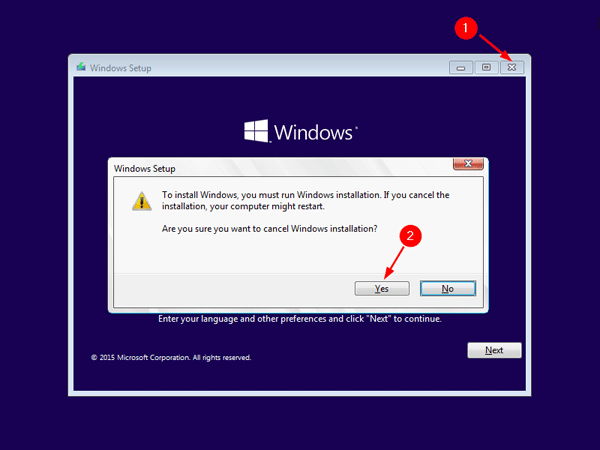 1
Windows Setup
Windows
Windows Setup
To install Windows, you must run Windows installation. If you cancel the
installation, your computer might restart.
Are you sure you want to cancel Windows installation?
2
Yes
No
Enter your language and other preferences and click "Next" to continue.
Next
© 2015 Microsoft Corporation. All rights reserved.